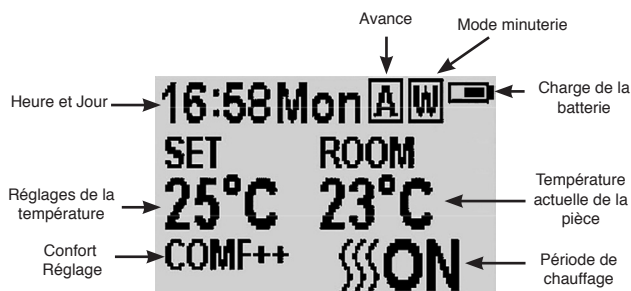 Avance
Mode minuterie
Heure et Jour
16:58Mon A W
Charge de la
batterie
SET ROOM
Réglages de la
température
25°C 23°C
Température
actuelle de la
pièce
Confort
Réglage
COMF++ ON
Période de
chauffage